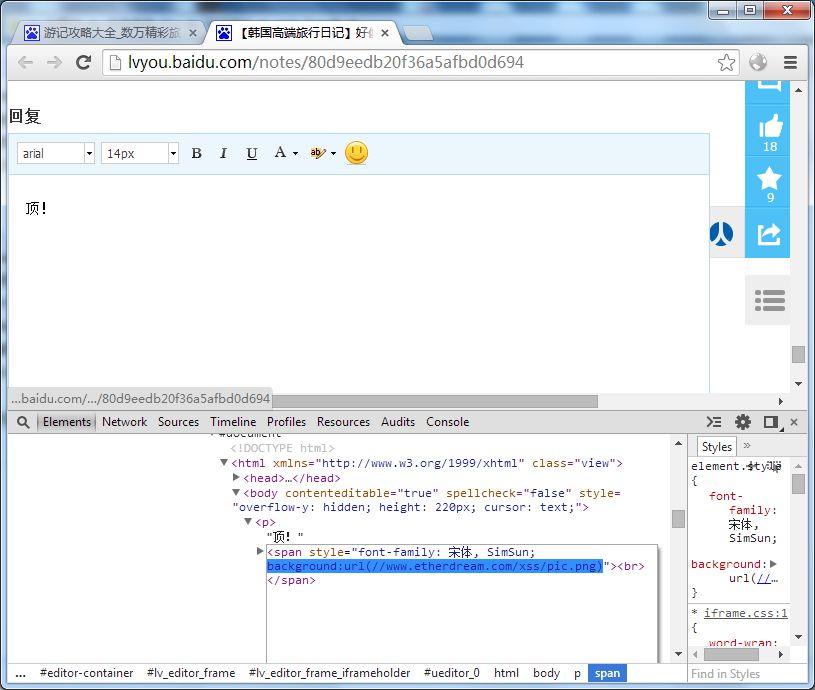 游记攻略大全_数万精彩旅
【韩国高端旅行日记】好
lvyou.baidu.com/notes/80d9eedb20f36a5afbd0d694
回复
arial 14px B I U A ab
顶!
18
9
...baidu.com/.../80d9eedb20f36a5afbd0d694
Elements Network Sources Timeline Profiles Resources Audits Console
#document
<!DOCTYPE html>
<html xmlns="http://www.w3.org/1999/xhtml" class="view">
<head>…</head>
<body contenteditable="true" spellcheck="false" style=
"overflow-y: hidden; height: 220px; cursor: text;">
<p>
"顶! "
<span style="font-family: 宋体, SimSun;
background:url(//www.etherdream.com/xss/pic.png)"><br>
</span>
Styles »
element.style
{
font-
family:
宋体,
SimSun;
background:
url(//…
}
* iframe.css:1
{
word-wran:
... #editor-container #lv_editor_frame #lv_editor_frame_iframeholder #ueditor_0 html body p span
Find in Styles